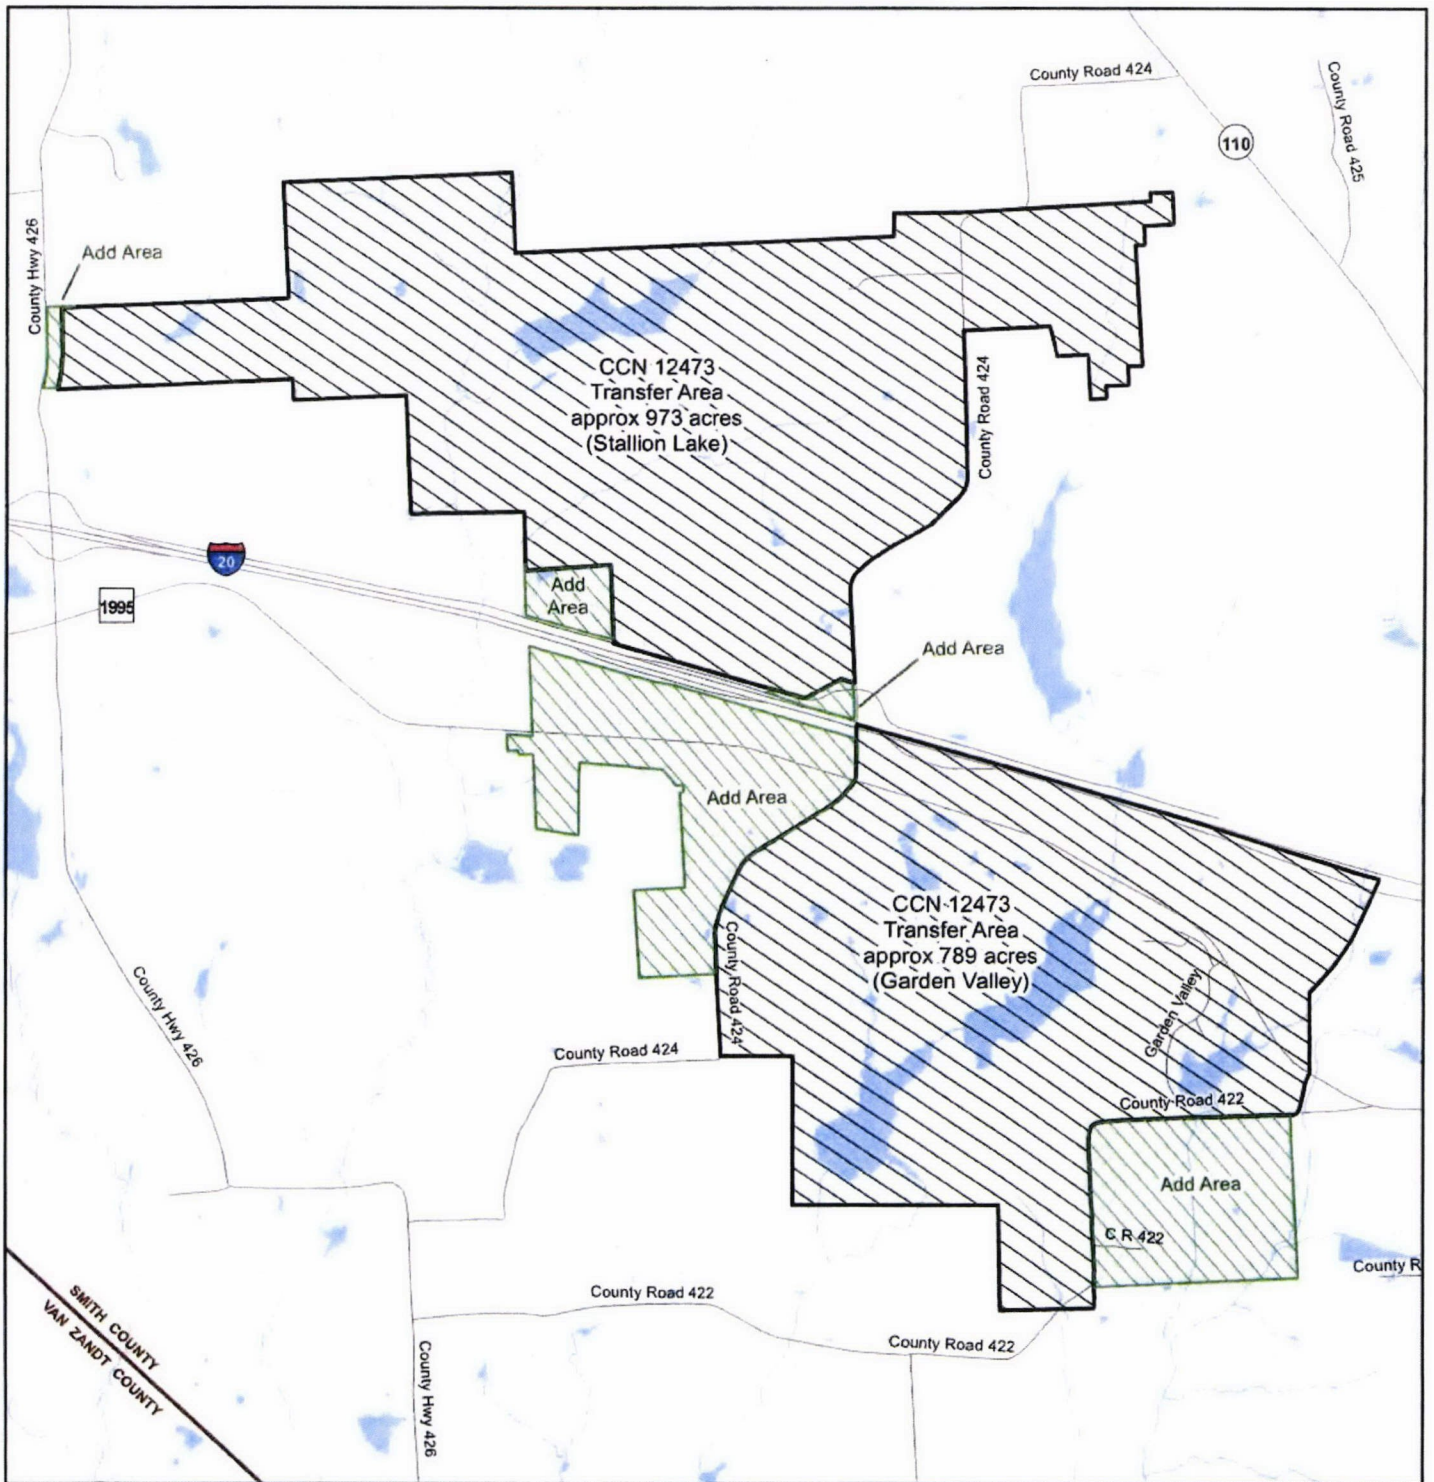 County Road 424
County Road 425
110
County Hwy 426
Add Area
CCN 12473
Transfer Area
approx 973 acres
(Stallion Lake)
County Road 424
20
1995
Add
Area
Add Area
Add Area
CCN 12473
Transfer Area
approx 789 acres
(Garden Valley)
County Road 424
County Hwy 426
Garden Valley
County Road 424
County Road 422
Add Area
C R 422
County R
SMITH COUNTY
VAN ZANDT COUNTY
County Road 422
County Road 422
County Hwy 426